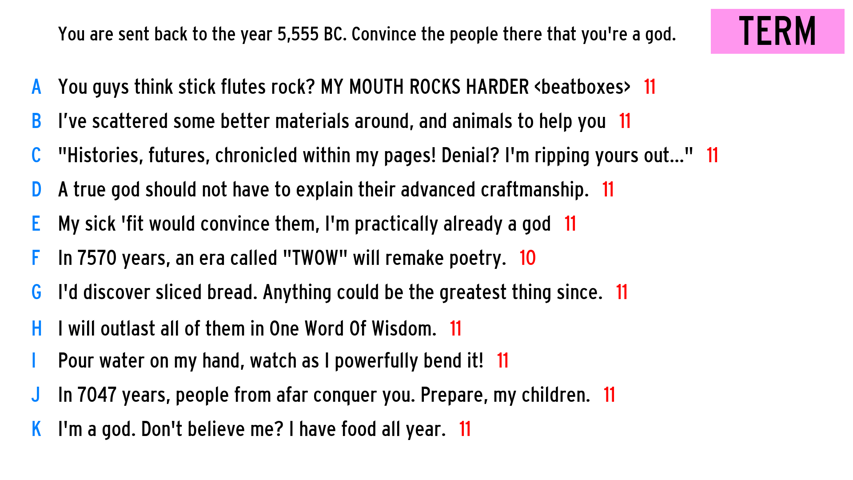 You are sent back to the year 5,555 BC. Convince the people there that you're a god.
TERM
A You guys think stick flutes rock? MY MOUTH ROCKS HARDER <beatboxes> 11
B I've scattered some better materials around, and animals to help you 11
C "Histories, futures, chronicled within my pages! Denial? I'm ripping yours out..." 11
D A true god should not have to explain their advanced craftmanship. 11
E My sick 'fit would convince them, I'm practically already a god 11
F In 7570 years, an era called "TWOW" will remake poetry. 10
G I'd discover sliced bread. Anything could be the greatest thing since. 11
H I will outlast all of them in One Word Of Wisdom. 11
I Pour water on my hand, watch as I powerfully bend it! 11
J In 7047 years, people from afar conquer you. Prepare, my children. 11
K I'm a god. Don't believe me? I have food all year. 11